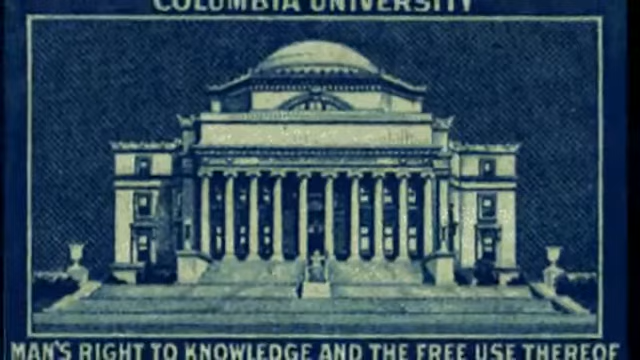 COLUMBIA UNIVERSITY
MAN'S RIGHT TO KNOWLEDGE AND THE FREE USE THEREOF